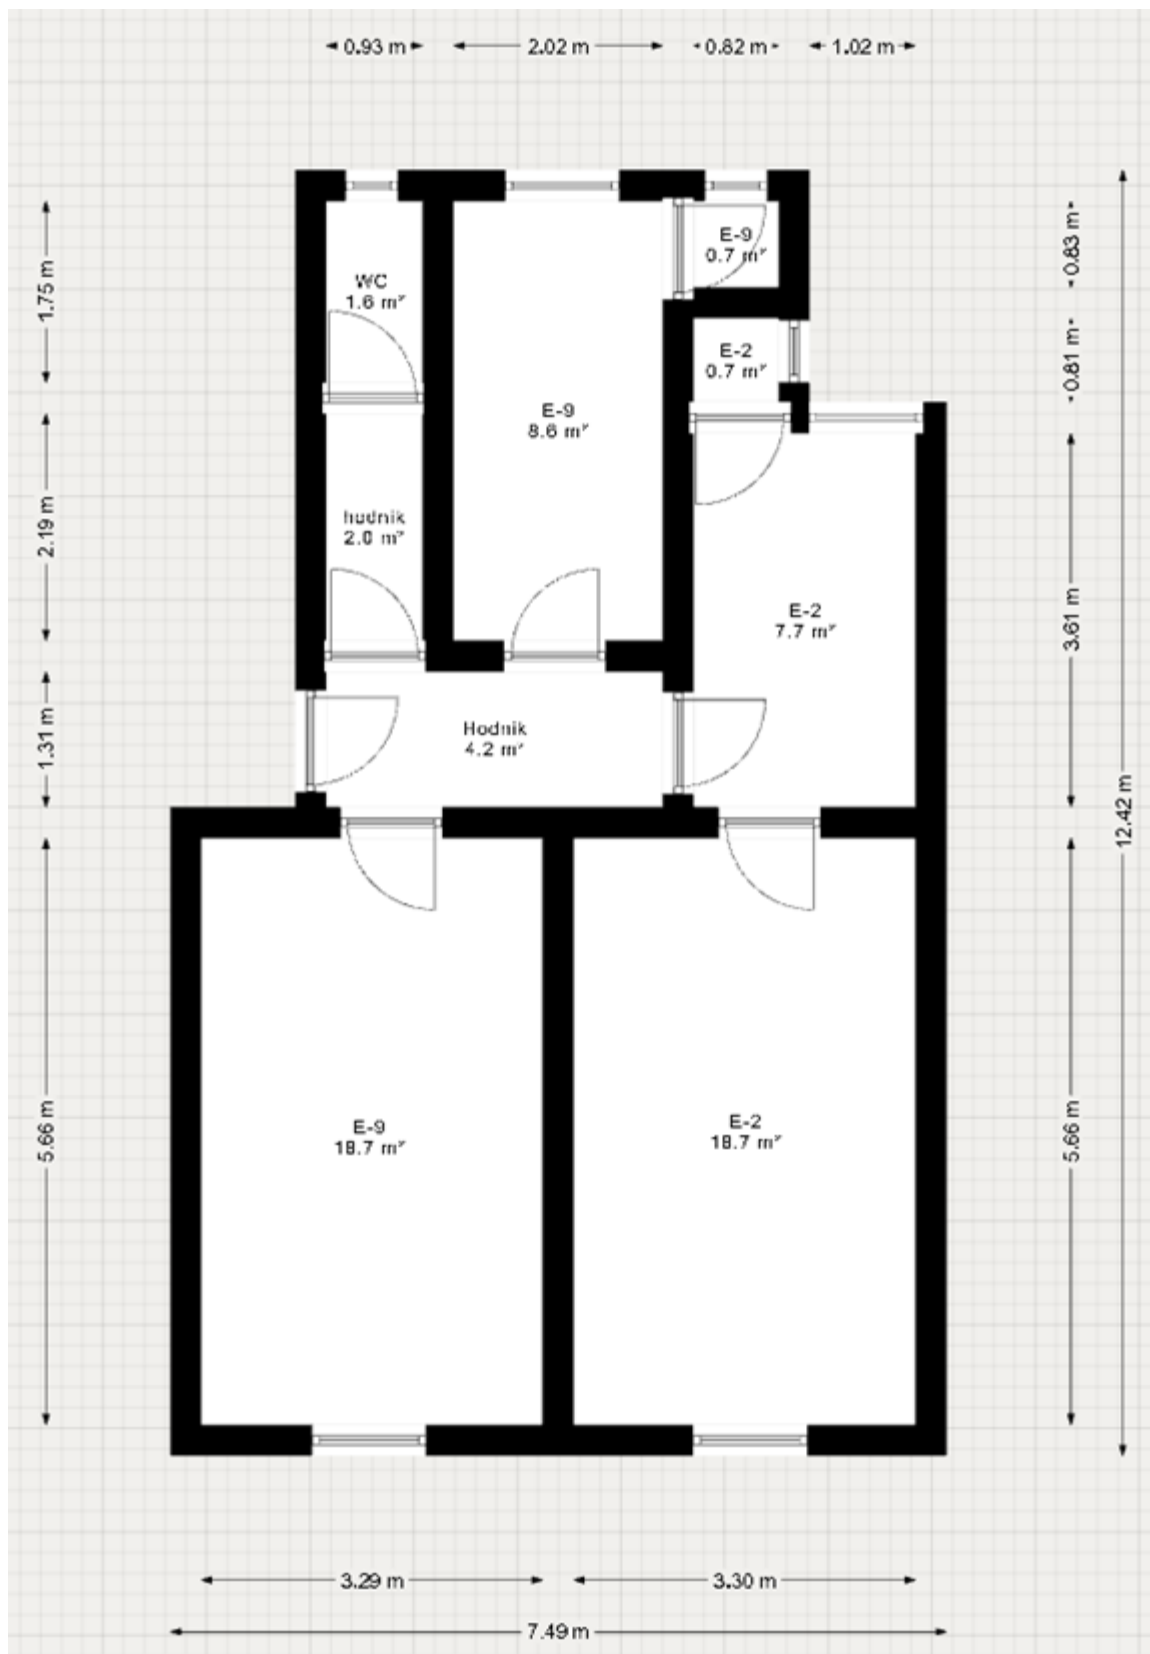 0.93 m
2.02 m
0.82 m
1.02 m
1.75 m
2.19 m
1.31 m
5.66 m
0.83 m
0.81 m
3.61 m
5.66 m
12.42 m
WC
1.6 m²
E-9
0.7 m²
E-2
0.7 m²
E-9
8.6 m²
hodnik
2.0 m²
E-2
7.7 m²
Hodnik
4.2 m²
E-9
18.7 m²
E-2
18.7 m²
3.29 m
3.30 m
7.49 m